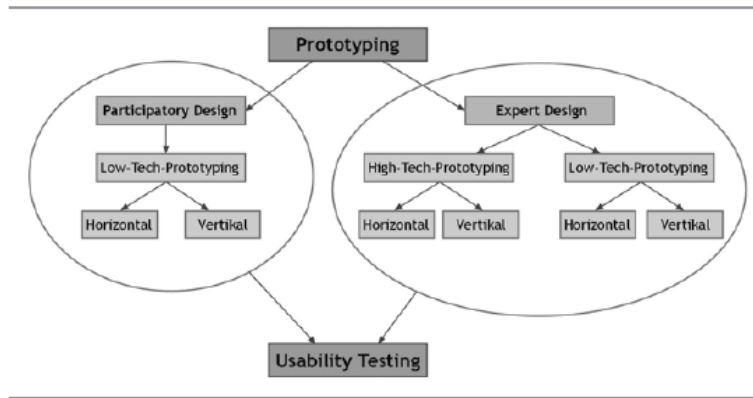 Prototyping
Participatory Design
Expert Design
Low-Tech-Prototyping
High-Tech-Prototyping
Low-Tech-Prototyping
Horizontal
Vertikal
Horizontal
Vertikal
Horizontal
Vertikal
Usability Testing